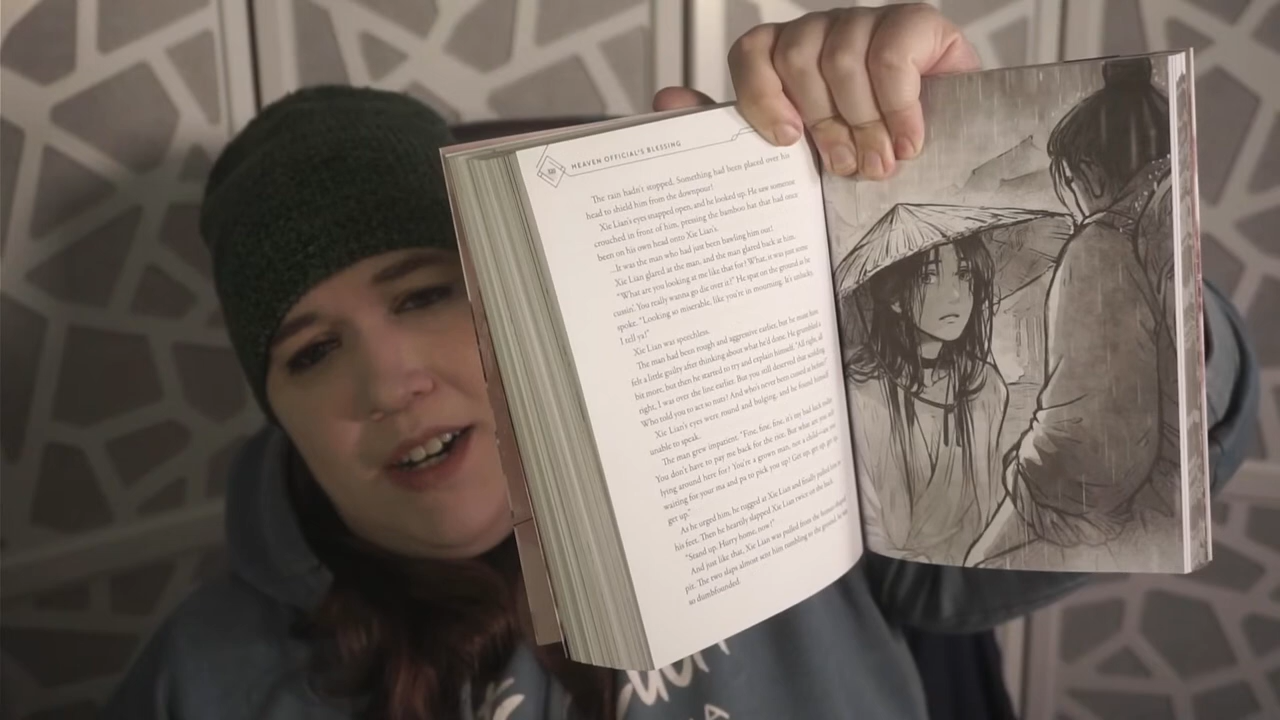 HEAVEN OFFICIAL'S BLESSING
The rain hadn't stopped. Something had been placed over his
head to shield him from the downpour!
Xie Lian's eyes snapped open, and he looked up. He saw someone
crouched in front of him, pressing the bamboo hat that had once
been on his own head onto Xie Lian's.
...It was the man who had just been bawling him out!
Xie Lian glared at the man, and the man glared back at him.
"What are you looking at me like that for? What, it was just some
cussin'. You really wanna go die over it?" He spat on the ground as he
spoke. "Looking so miserable, like you're in mourning. It's unlucky,
I tell ya!"
Xie Lian was speechless.
The man had been rough and aggressive earlier, but he must have
felt a little guilty after thinking about what he'd done. He grumbled a
bit more, but then he started to try and explain himself. "All right, all
right, I was over the line earlier. But you still deserved that scolding.
Who told you to act so nuts? And who's never been cussed at before?"
Xie Lian's eyes were round and bulging, and he found himself
unable to speak.
The man grew impatient. "Fine, fine, fine, it's my bad luck today.
You don't have to pay me back for the rice. But what are you still
lying around here for? You're a grown man, not a child—are you
waiting for your ma and pa to pick you up? Get up, get up, get up,
get up."
As he urged him, he tugged at Xie Lian and finally pulled him to
his feet. Then he heartily slapped Xie Lian twice on the back.
"Stand up. Hurry home, now!"
And just like that, Xie Lian was pulled from the human-shaped
pit. The two slaps almost sent him tumbling to the ground, he was
so dumbfounded.